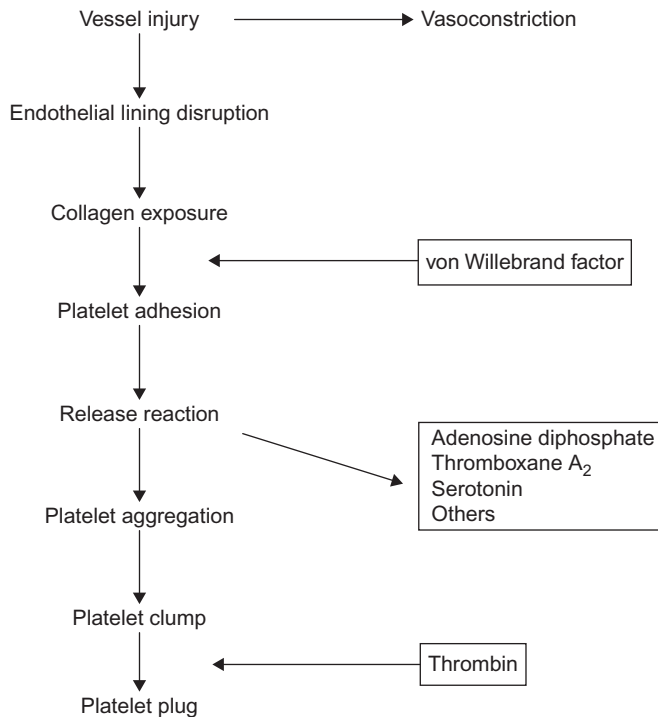 Vessel injury
Vasoconstriction
Endothelial lining disruption
Collagen exposure
von Willebrand factor
Platelet adhesion
Release reaction
Adenosine diphosphate
Thromboxane A₂
Serotonin
Others
Platelet aggregation
Platelet clump
Thrombin
Platelet plug